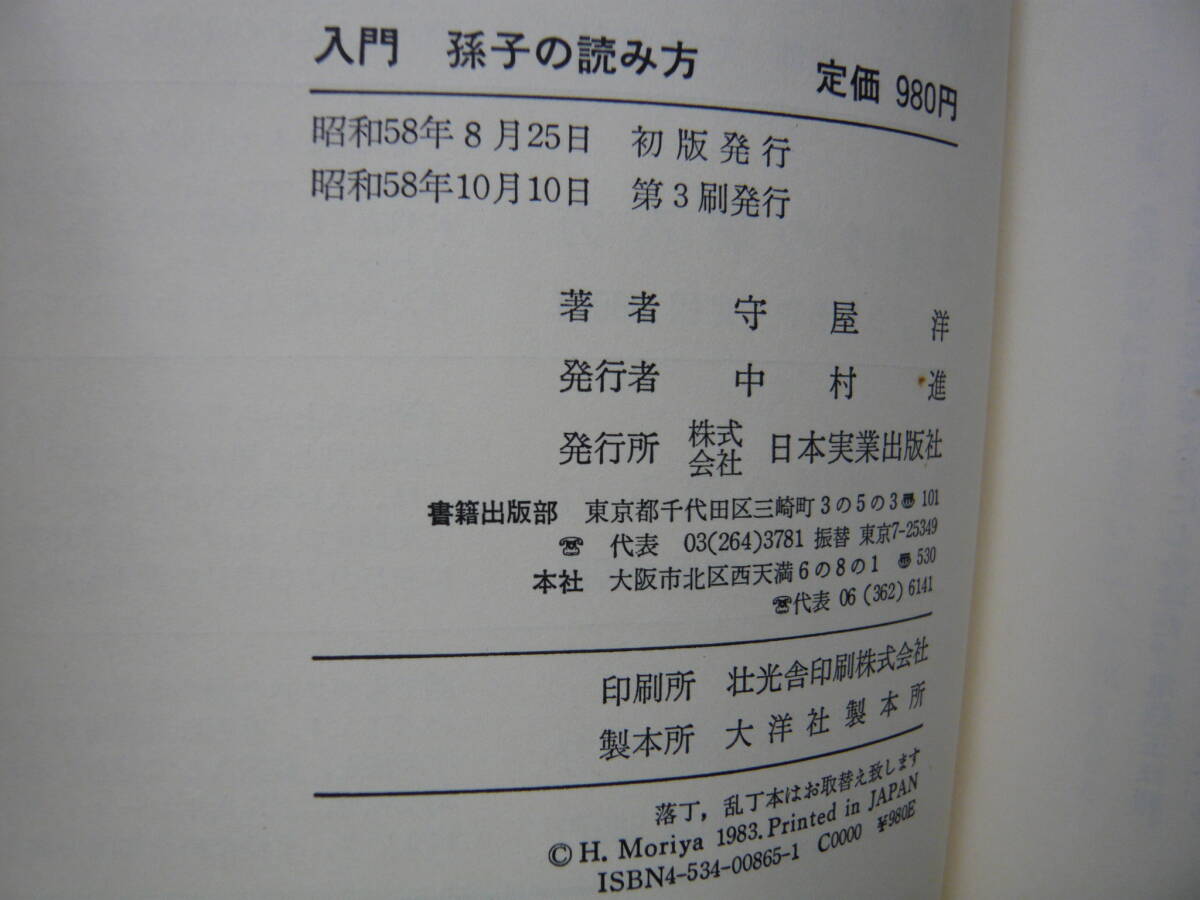 入門　孫子の読み方　定価 980円
昭和58年 8 月25日　初版発行
昭和58年10月10日　第 3 刷発行
著者　守屋　洋
発行者　中村　進
発行所　株式会社　日本実業出版社
書籍出版部　東京都千代田区三崎町 3 の 5 の 3 〠 101
☎　代表　03(264)3781 振替 東京7-25349
本社　大阪市北区西天満 6 の 8 の 1 〠 530
☎代表 06 (362) 6141
印刷所　壮光舎印刷株式会社
製本所　大洋社製本所
落丁，乱丁本はお取替え致します
© H. Moriya 1983. Printed in JAPAN
ISBN4-534-00865-1　C0000　¥980E